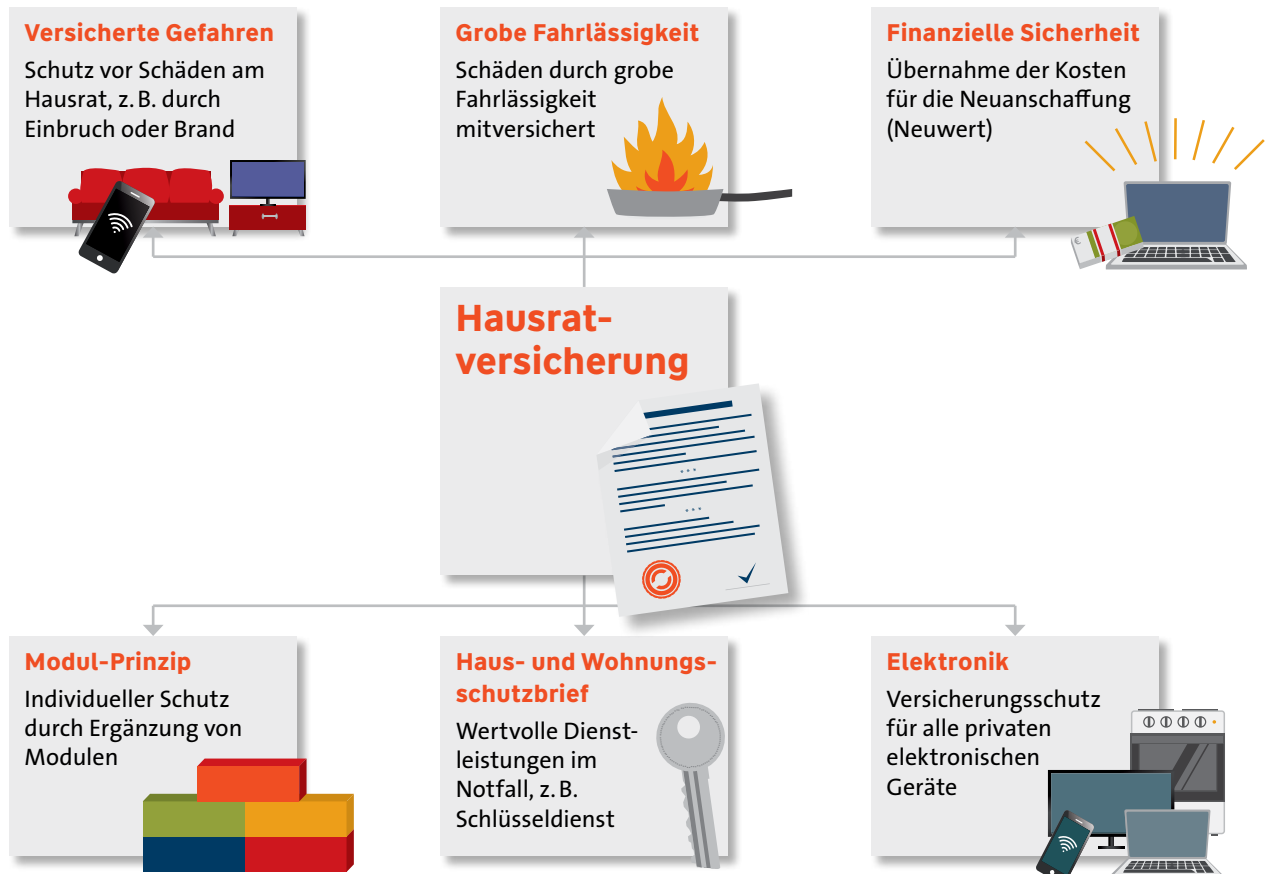 Versicherte Gefahren
Schutz vor Schäden am
Hausrat, z. B. durch
Einbruch oder Brand
Grobe Fahrlässigkeit
Schäden durch grobe
Fahrlässigkeit
mitversichert
Finanzielle Sicherheit
Übernahme der Kosten
für die Neuanschaffung
(Neuwert)
€
Hausrat-
versicherung
Modul-Prinzip
Individueller Schutz
durch Ergänzung von
Modulen
Haus- und Wohnungs-
schutzbrief
Wertvolle Dienst-
leistungen im
Notfall, z. B.
Schlüsseldienst
Elektronik
Versicherungsschutz
für alle privaten
elektronischen
Geräte